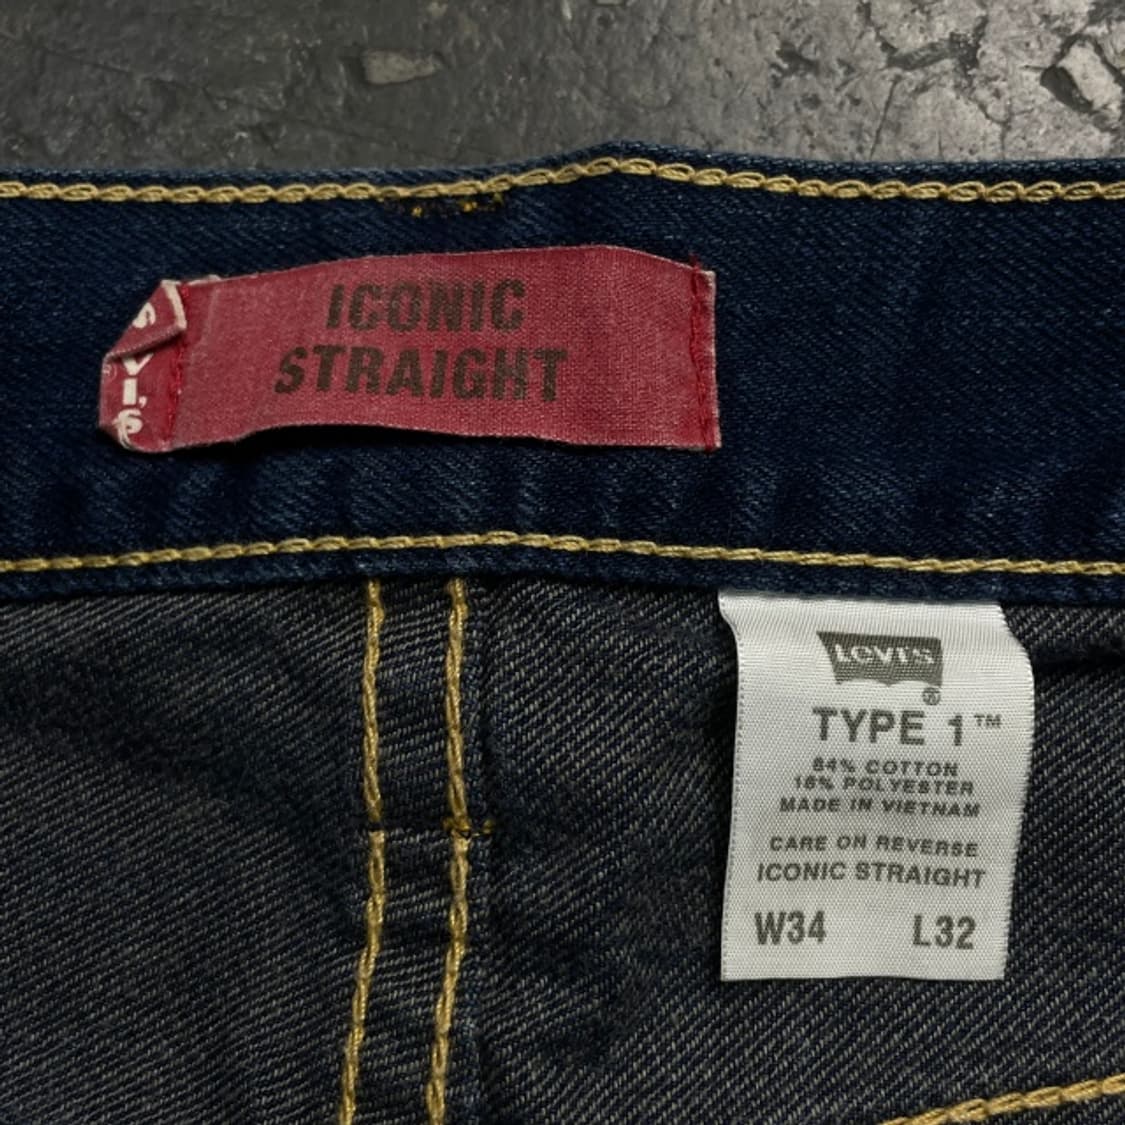 ICONIC
STRAIGHT
Levi's
®
TYPE 1™
84% COTTON
16% POLYESTER
MADE IN VIETNAM
CARE ON REVERSE
ICONIC STRAIGHT
W34 L32